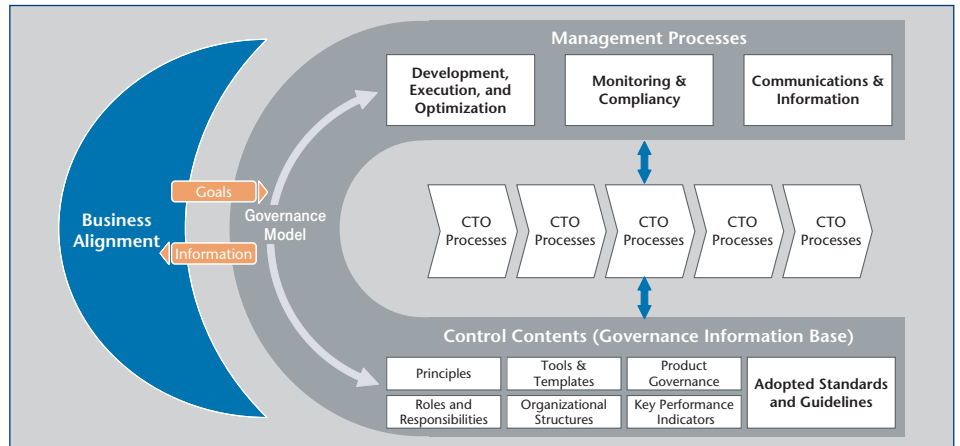 Management Processes
Development,
Execution, and
Optimization
Monitoring &
Compliancy
Communications &
Information
Goals
Business
Alignment
Governance
Model
Information
CTO
Processes
CTO
Processes
CTO
Processes
CTO
Processes
CTO
Processes
Control Contents (Governance Information Base)
Principles
Tools &
Templates
Product
Governance
Adopted Standards
and Guidelines
Roles and
Responsibilities
Organizational
Structures
Key Performance
Indicators